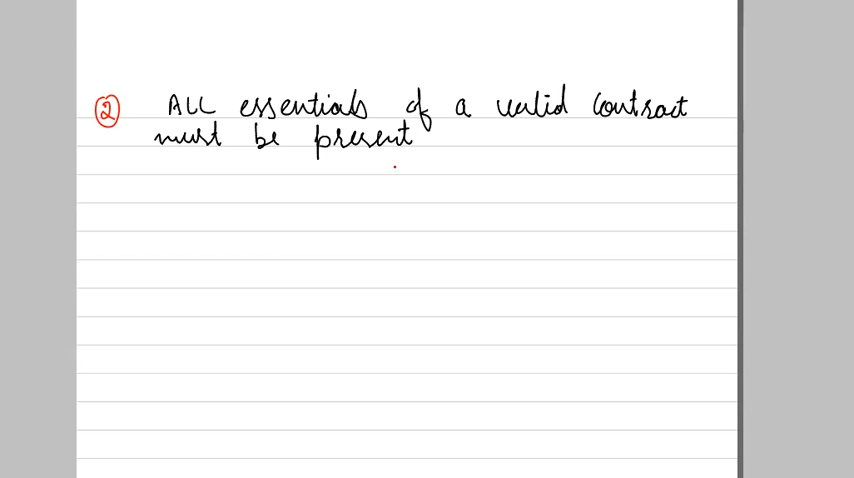 ② ALL essentials of a valid contract
must be present